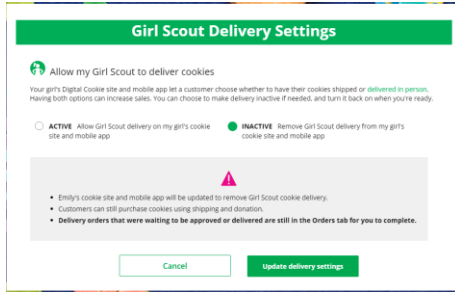 Girl Scout Delivery Settings
Allow my Girl Scout to deliver cookies
Your girl's Digital Cookie site and mobile app let a customer choose whether to have their cookies shipped or delivered in person.
Having both options can increase sales. You can choose to make delivery inactive if needed, and turn it back on when you're ready.
ACTIVE Allow Girl Scout delivery on my girl's cookie
site and mobile app
INACTIVE Remove Girl Scout delivery from my girl's
cookie site and mobile app
• Emily's cookie site and mobile app will be updated to remove Girl Scout cookie delivery.
• Customers can still purchase cookies using shipping and donation.
• Delivery orders that were waiting to be approved or delivered are still in the Orders tab for you to complete.
Cancel
Update delivery settings